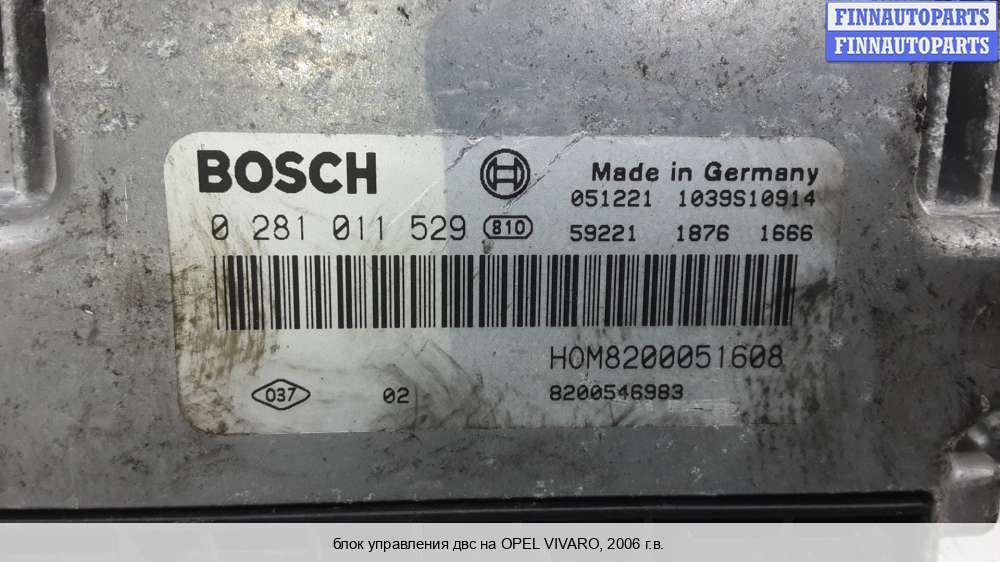 FINNAUTOPARTS
FINNAUTOPARTS
BOSCH
Made in Germany
051221 1039S10914
0 281 011 529 810 59221 1876 1666
HOM8200051608
037 02 8200546983
блок управления двс на OPEL VIVARO, 2006 г.в.